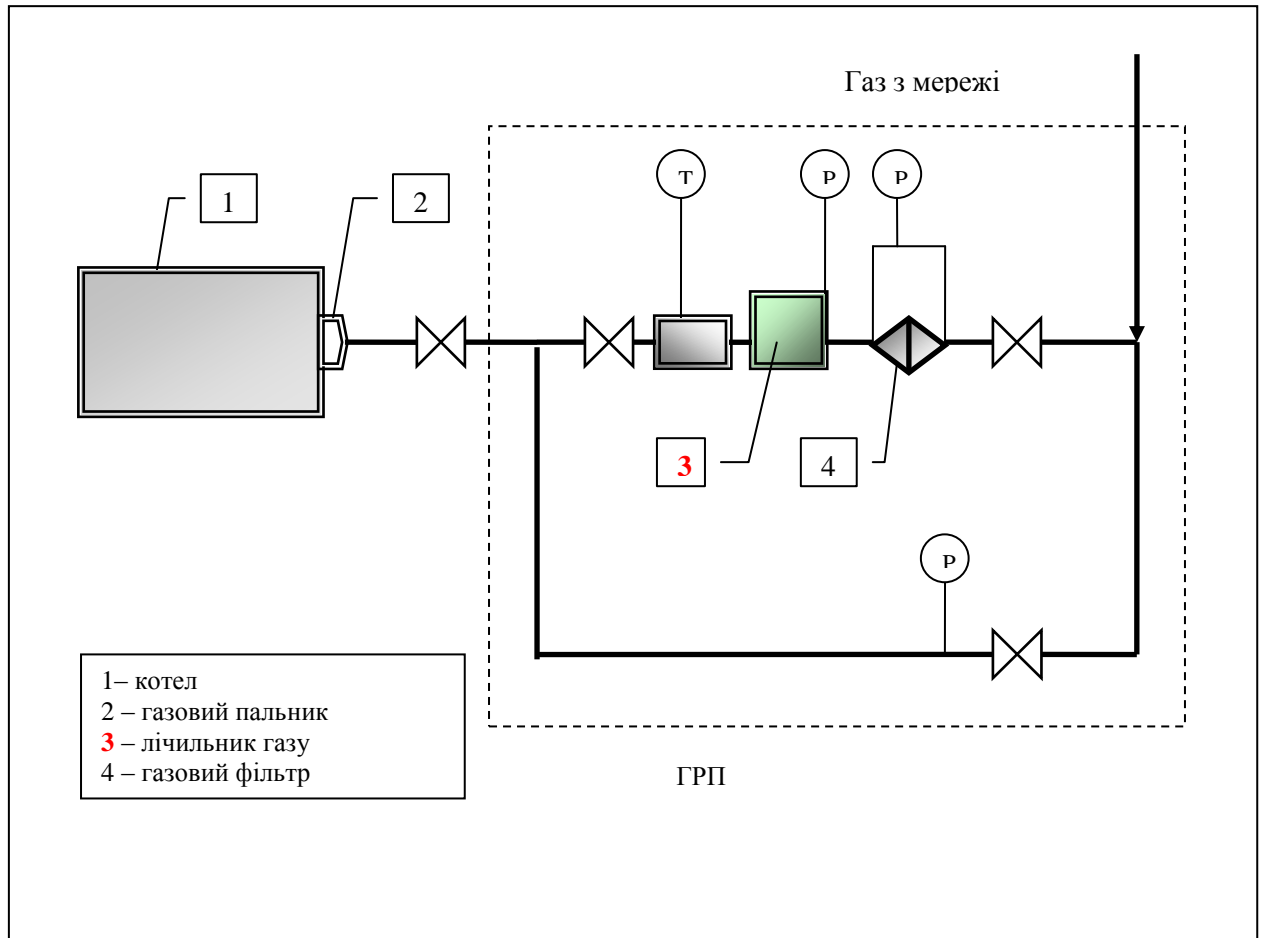 Газ з мережі
Т
Р
Р
1
2
3
4
Р
1– котел
2 – газовий пальник
3 – лічильник газу
4 – газовий фільтр
ГРП